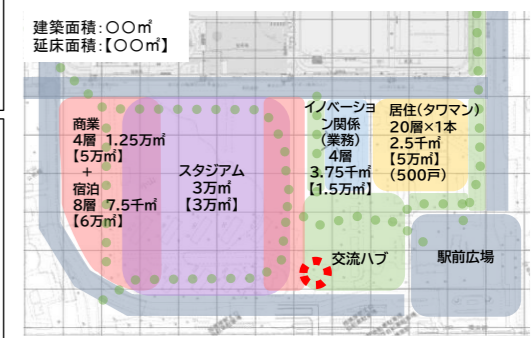 建築面積:〇〇㎡
延床面積:【〇〇㎡】
商業
4層 1.25万㎡
【5万㎡】
+
宿泊
8層 7.5千㎡
【6万㎡】
スタジアム
3万㎡
【3万㎡】
イノベーショ
ン関係
(業務)
4層
3.75千㎡
【1.5万㎡】
居住(タワマン)
20層×1本
2.5千㎡
【5万㎡】
(500戸)
交流ハブ
駅前広場